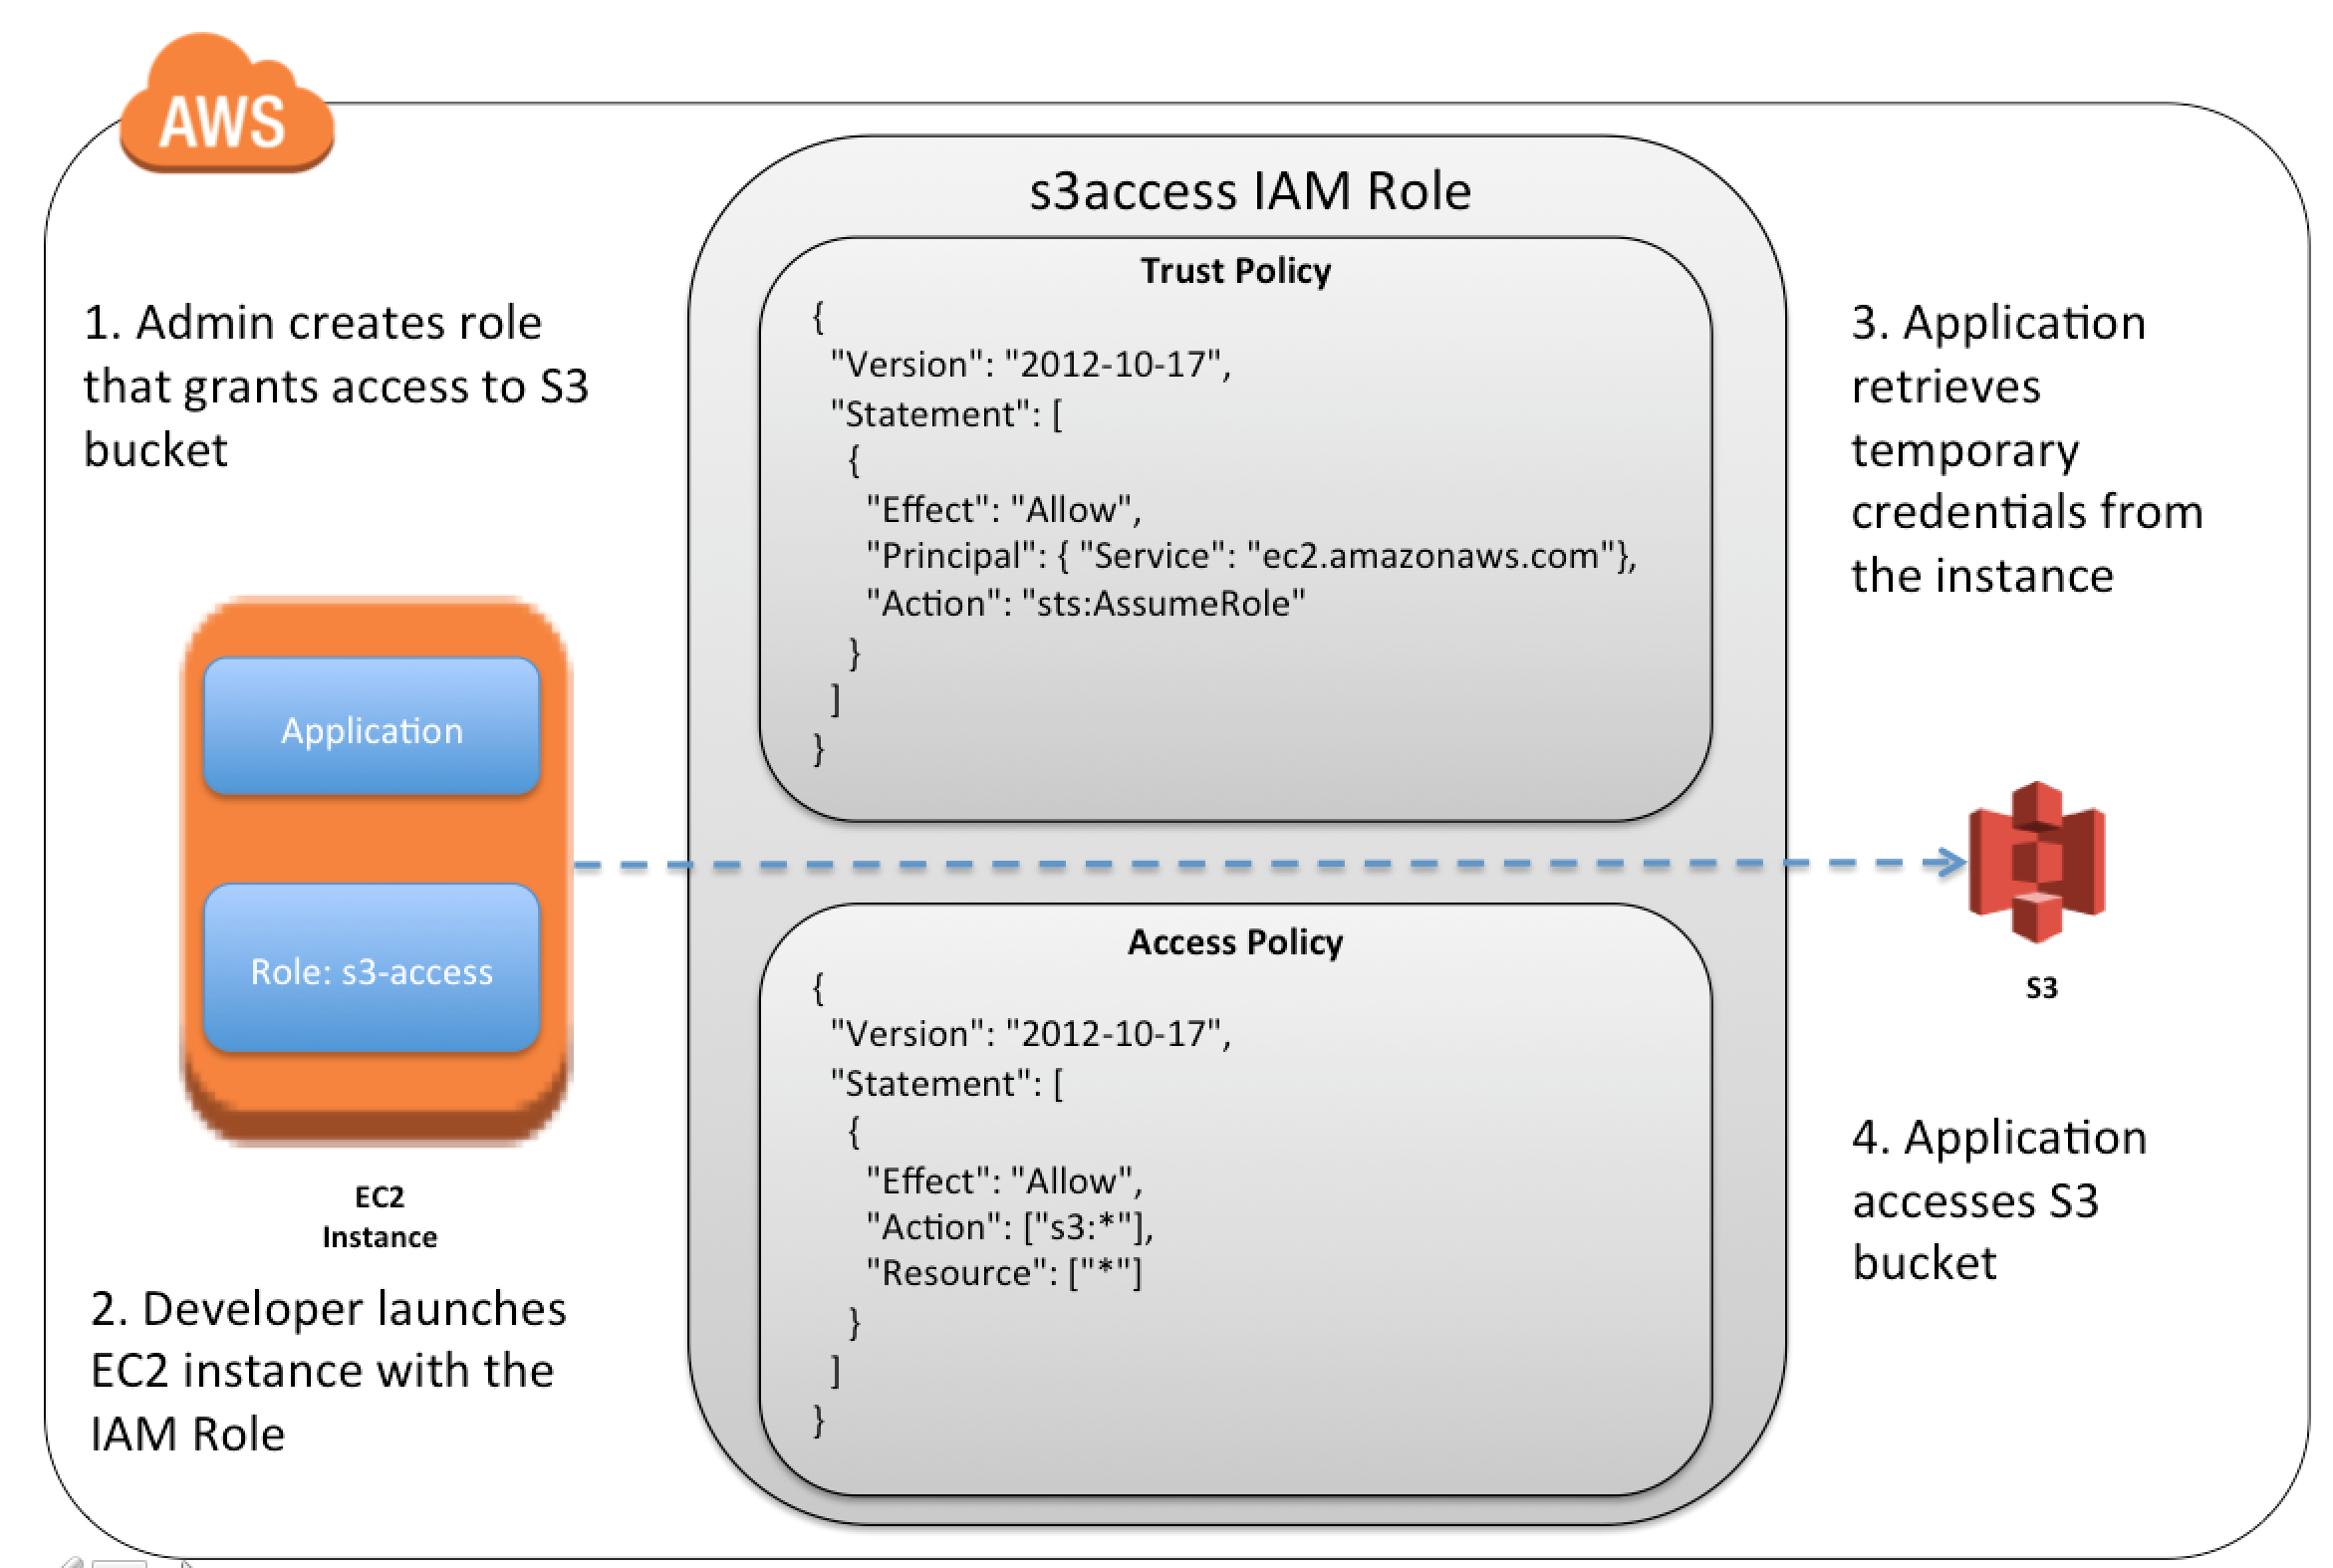 AWS
s3access IAM Role
1. Admin creates role
that grants access to S3
bucket
Application
Role: s3-access
EC2
Instance
2. Developer launches
EC2 instance with the
IAM Role
Trust Policy
{
"Version": "2012-10-17",
"Statement": [
{
"Effect": "Allow",
"Principal": { "Service": "ec2.amazonaws.com"},
"Action": "sts:AssumeRole"
}
]
}
Access Policy
{
"Version": "2012-10-17",
"Statement": [
{
"Effect": "Allow",
"Action": ["s3:*"],
"Resource": ["*"]
}
]
}
3. Application
retrieves
temporary
credentials from
the instance
S3
4. Application
accesses S3
bucket